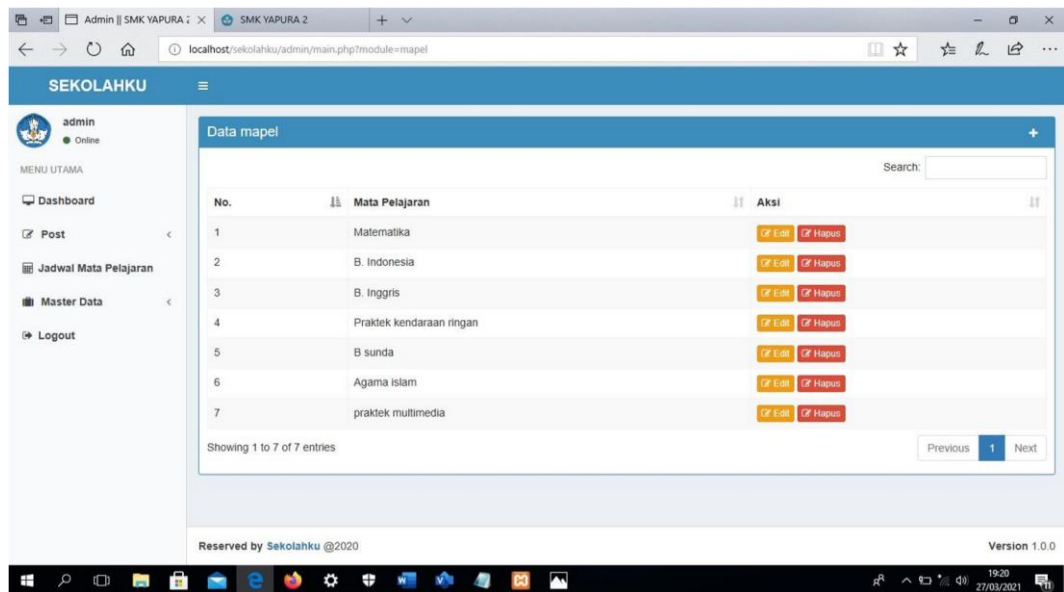 Admin || SMK YAPURA 2
SMK YAPURA 2
localhost/sekolahku/admin/main.php?module=mapel
SEKOLAHKU
admin
Online
MENU UTAMA
Dashboard
Post
Jadwal Mata Pelajaran
Master Data
Logout
Data mapel
Search:
No. Mata Pelajaran Aksi
1 Matematika Edit Hapus
2 B. Indonesia Edit Hapus
3 B. Inggris Edit Hapus
4 Praktek kendaraan ringan Edit Hapus
5 B sunda Edit Hapus
6 Agama islam Edit Hapus
7 praktek multimedia Edit Hapus
Showing 1 to 7 of 7 entries
Previous 1 Next
Reserved by Sekolahku @2020
Version 1.0.0
19:20
27/03/2021